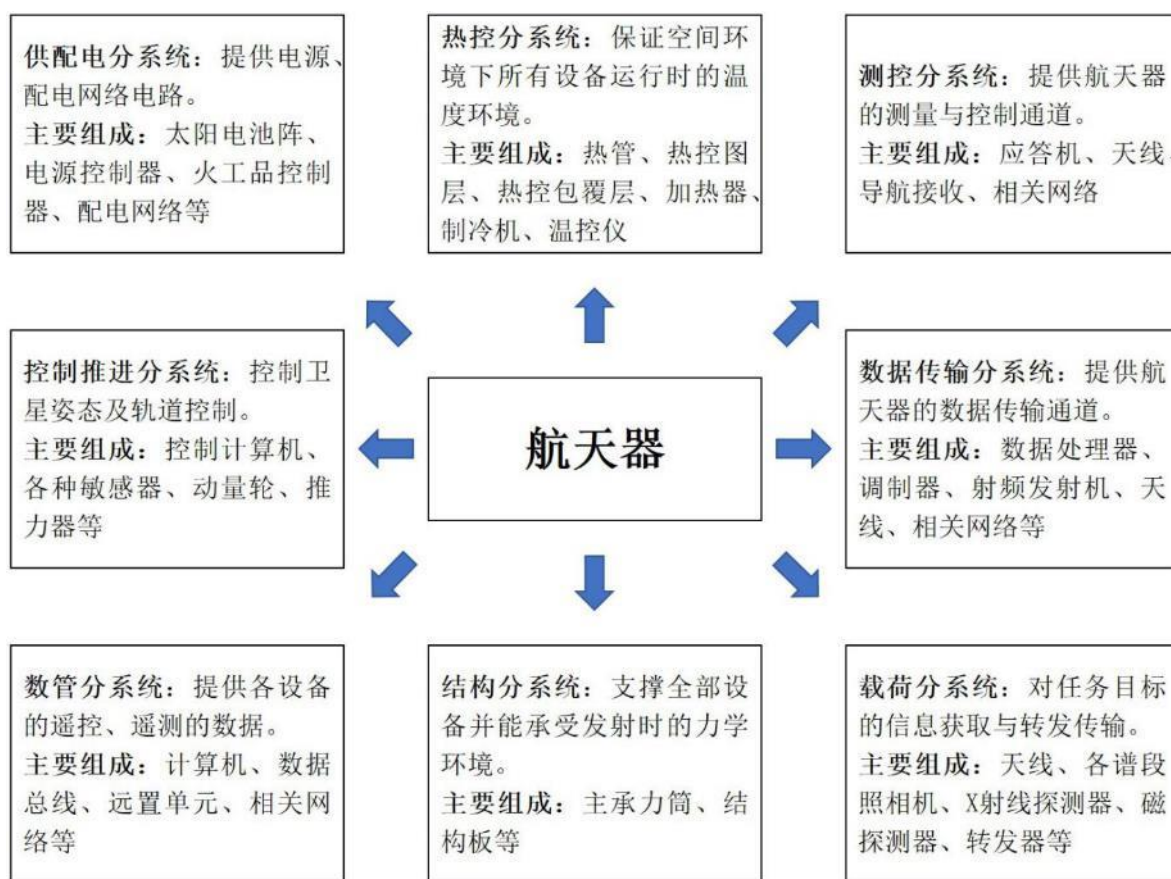 供配电分系统：提供电源、
配电网络电路。
主要组成：太阳电池阵、
电源控制器、火工品控制
器、配电网络等
热控分系统：保证空间环
境下所有设备运行时的温
度环境。
主要组成：热管、热控图
层、热控包覆层、加热器、
制冷机、温控仪
测控分系统：提供航天器
的测量与控制通道。
主要组成：应答机、天线、
导航接收、相关网络
控制推进分系统：控制卫
星姿态及轨道控制。
主要组成：控制计算机、
各种敏感器、动量轮、推
力器等
航天器
数据传输分系统：提供航
天器的数据传输通道。
主要组成：数据处理器、
调制器、射频发射机、天
线、相关网络等
数管分系统：提供各设备
的遥控、遥测的数据。
主要组成：计算机、数据
总线、远置单元、相关网
络等
结构分系统：支撑全部设
备并能承受发射时的力学
环境。
主要组成：主承力筒、结
构板等
载荷分系统：对任务目标
的信息获取与转发传输。
主要组成：天线、各谱段
照相机、X射线探测器、磁
探测器、转发器等